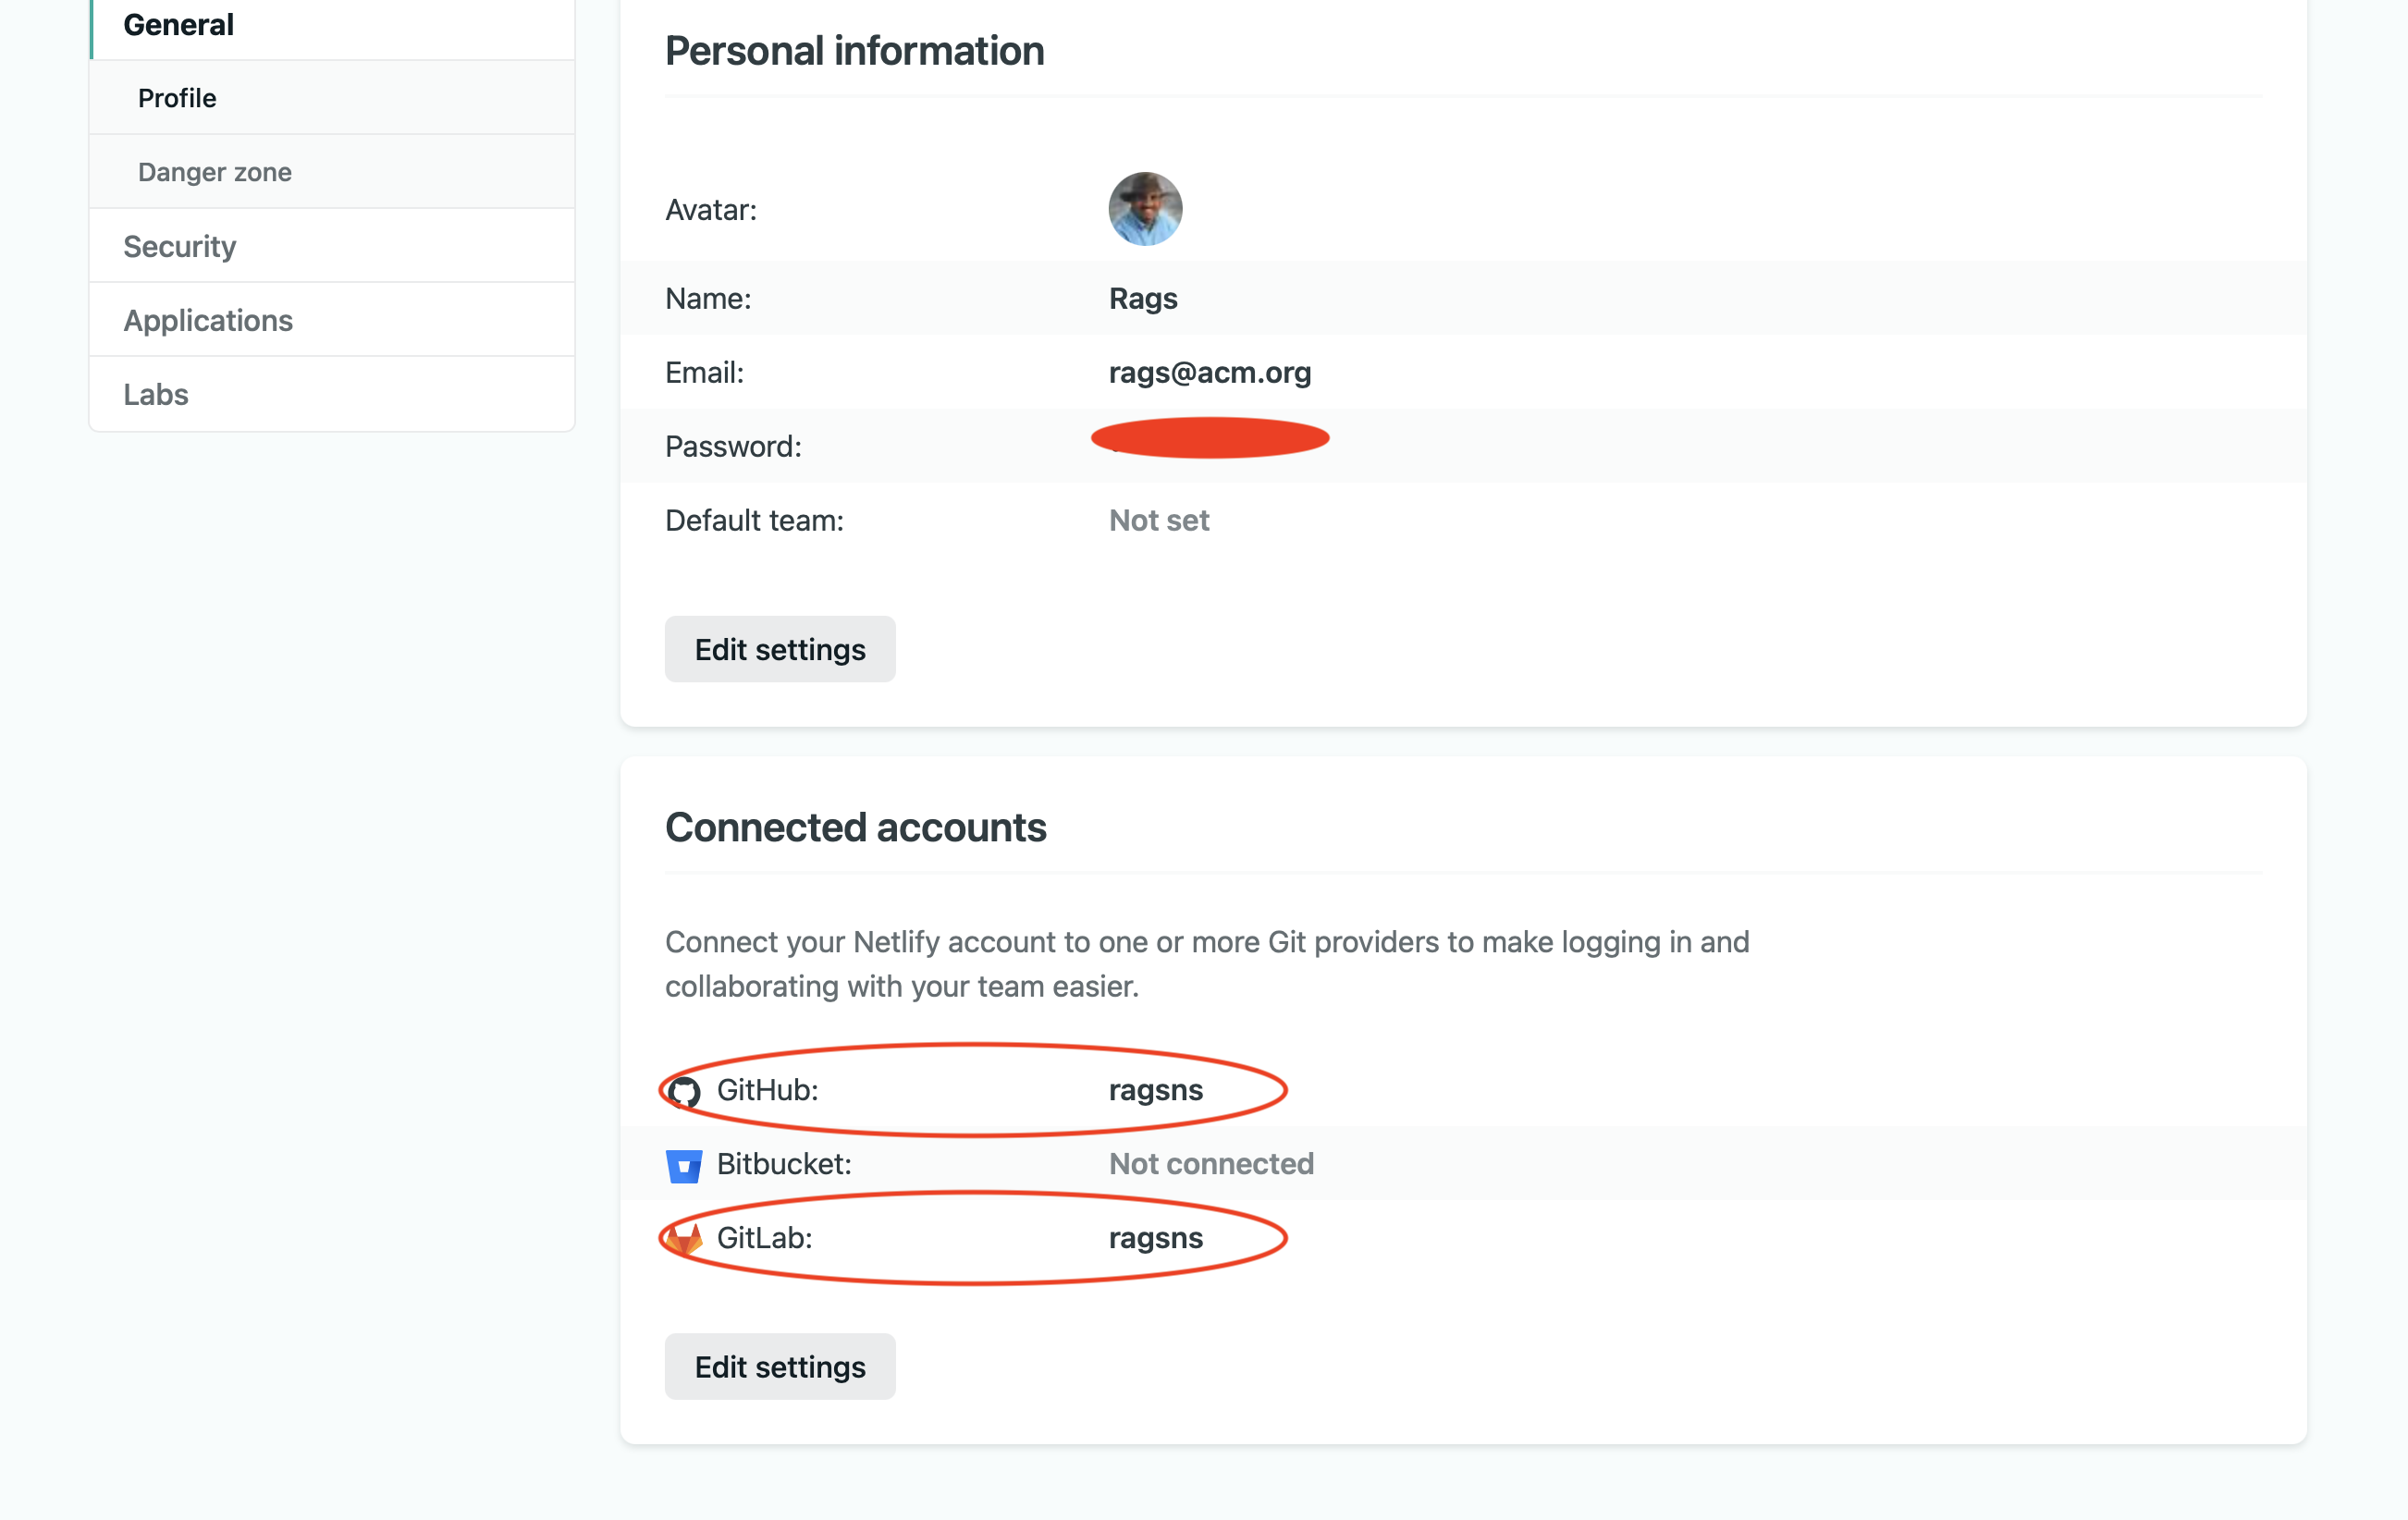 General
Profile
Danger zone
Security
Applications
Labs
Personal information
Avatar:
Name: Rags
Email: rags@acm.org
Password:
Default team: Not set
Edit settings
Connected accounts
Connect your Netlify account to one or more Git providers to make logging in and
collaborating with your team easier.
GitHub: ragsns
Bitbucket: Not connected
GitLab: ragsns
Edit settings